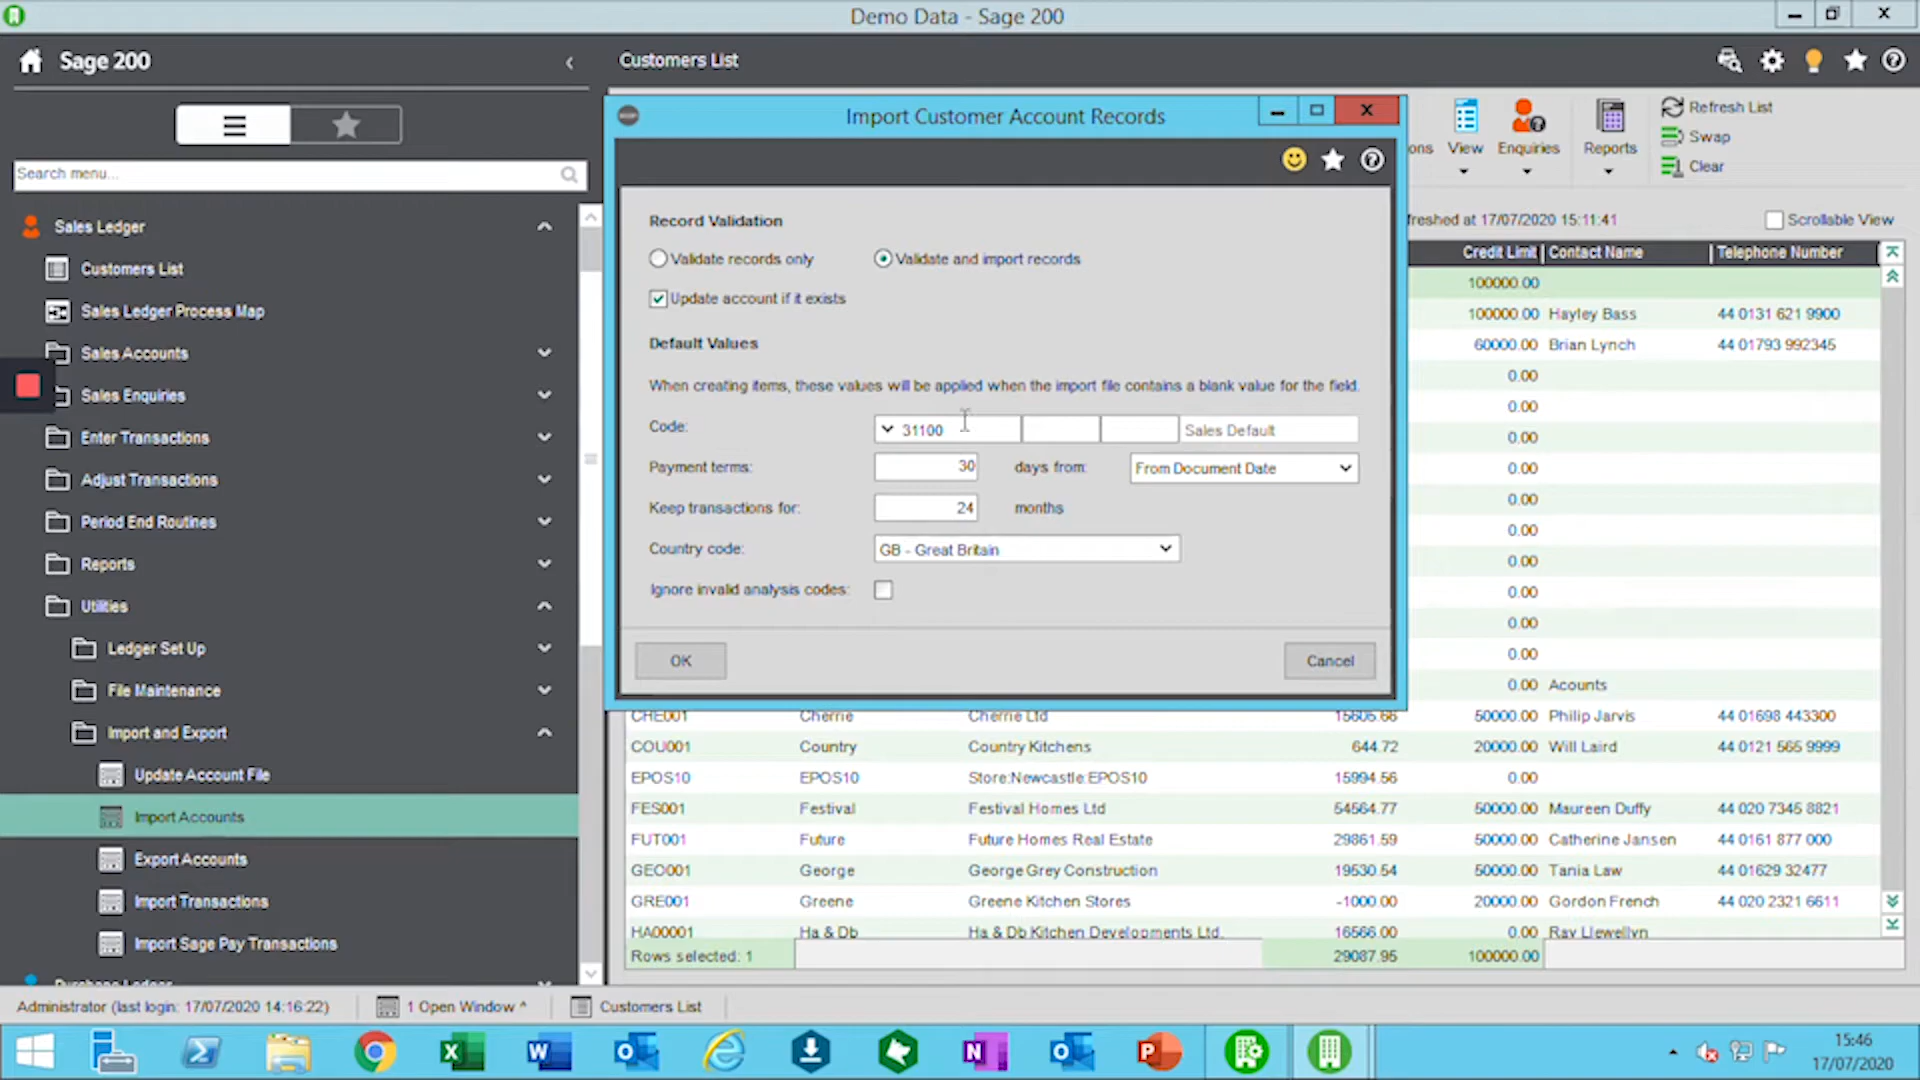 Demo Data - Sage 200
Sage 200
Customers List
Search menu...
Sales Ledger
Customers List
Sales Ledger Process Map
Sales Accounts
Sales Enquiries
Enter Transactions
Adjust Transactions
Period End Routines
Reports
Utilities
Ledger Set Up
File Maintenance
Import and Export
Update Account File
Import Accounts
Export Accounts
Import Transactions
Import Sage Pay Transactions
ons
View
Enquiries
Reports
Refresh List
Swap
Clear
freshed at 17/07/2020 15:11:41
Scrollable View
Import Customer Account Records
Record Validation
Validate records only
Validate and import records
Update account if it exists
Default Values
When creating items, these values will be applied when the import file contains a blank value for the field.
Code: 31100 Sales Default
Payment terms: 30 days from: From Document Date
Keep transactions for: 24 months
Country code: GB - Great Britain
Ignore invalid analysis codes:
OK
Cancel
Credit Limit Contact Name Telephone Number
100000.00
100000.00 Hayley Bass 44 0131 621 9900
60000.00 Brian Lynch 44 01793 992345
0.00
0.00
0.00
0.00
0.00
0.00
0.00
0.00
0.00
0.00
0.00 Acounts
CHE001 Cherrie Cherrie Ltd 15605.66 50000.00 Philip Jarvis 44 01698 443300
COU001 Country Country Kitchens 644.72 20000.00 Will Laird 44 0121 565 9999
EPOS10 EPOS10 Store:Newcastle:EPOS10 15994.56 0.00
FES001 Festival Festival Homes Ltd 54564.77 50000.00 Maureen Duffy 44 020 7345 8821
FUT001 Future Future Homes Real Estate 29861.59 50000.00 Catherine Jansen 44 0161 877 000
GEO001 George George Grey Construction 19530.54 50000.00 Tania Law 44 01629 32477
GRE001 Greene Greene Kitchen Stores -1000.00 20000.00 Gordon French 44 020 2321 6611
HA00001 Ha & Db Ha & Db Kitchen Developments Ltd. 16566.00 0.00 Ray Llewellyn
Rows selected: 1 29087.95 100000.00
Administrator (last login: 17/07/2020 14:16:22)
1 Open Window ^
Customers List
15:46
17/07/2020